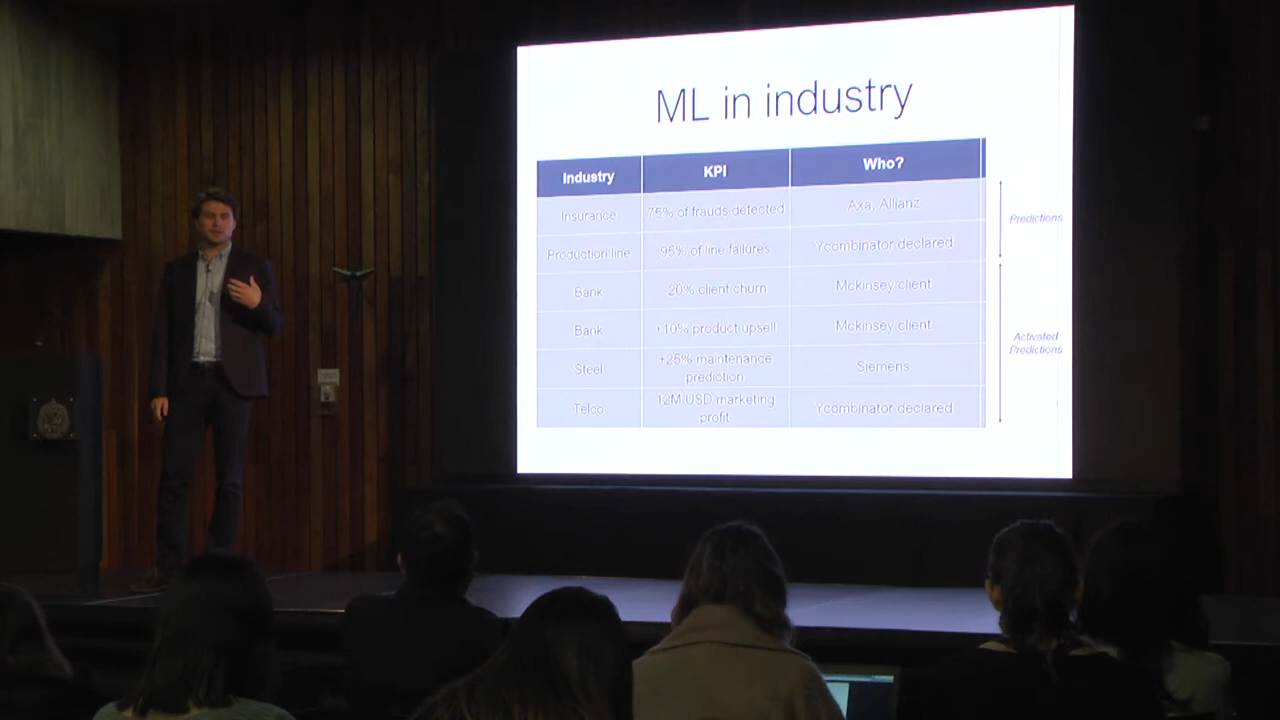 ML in industry
Industry KPI Who?
Insurance 75% of frauds detected Axa, Allianz
Production line 95% of line failures Ycombinator declared
Bank -20% client churn Mckinsey client
Bank +10% product upsell Mckinsey client
Steel +25% maintenance prediction Siemens
Telco 12M USD marketing profit Ycombinator declared
Predictions
Activated
Predictions